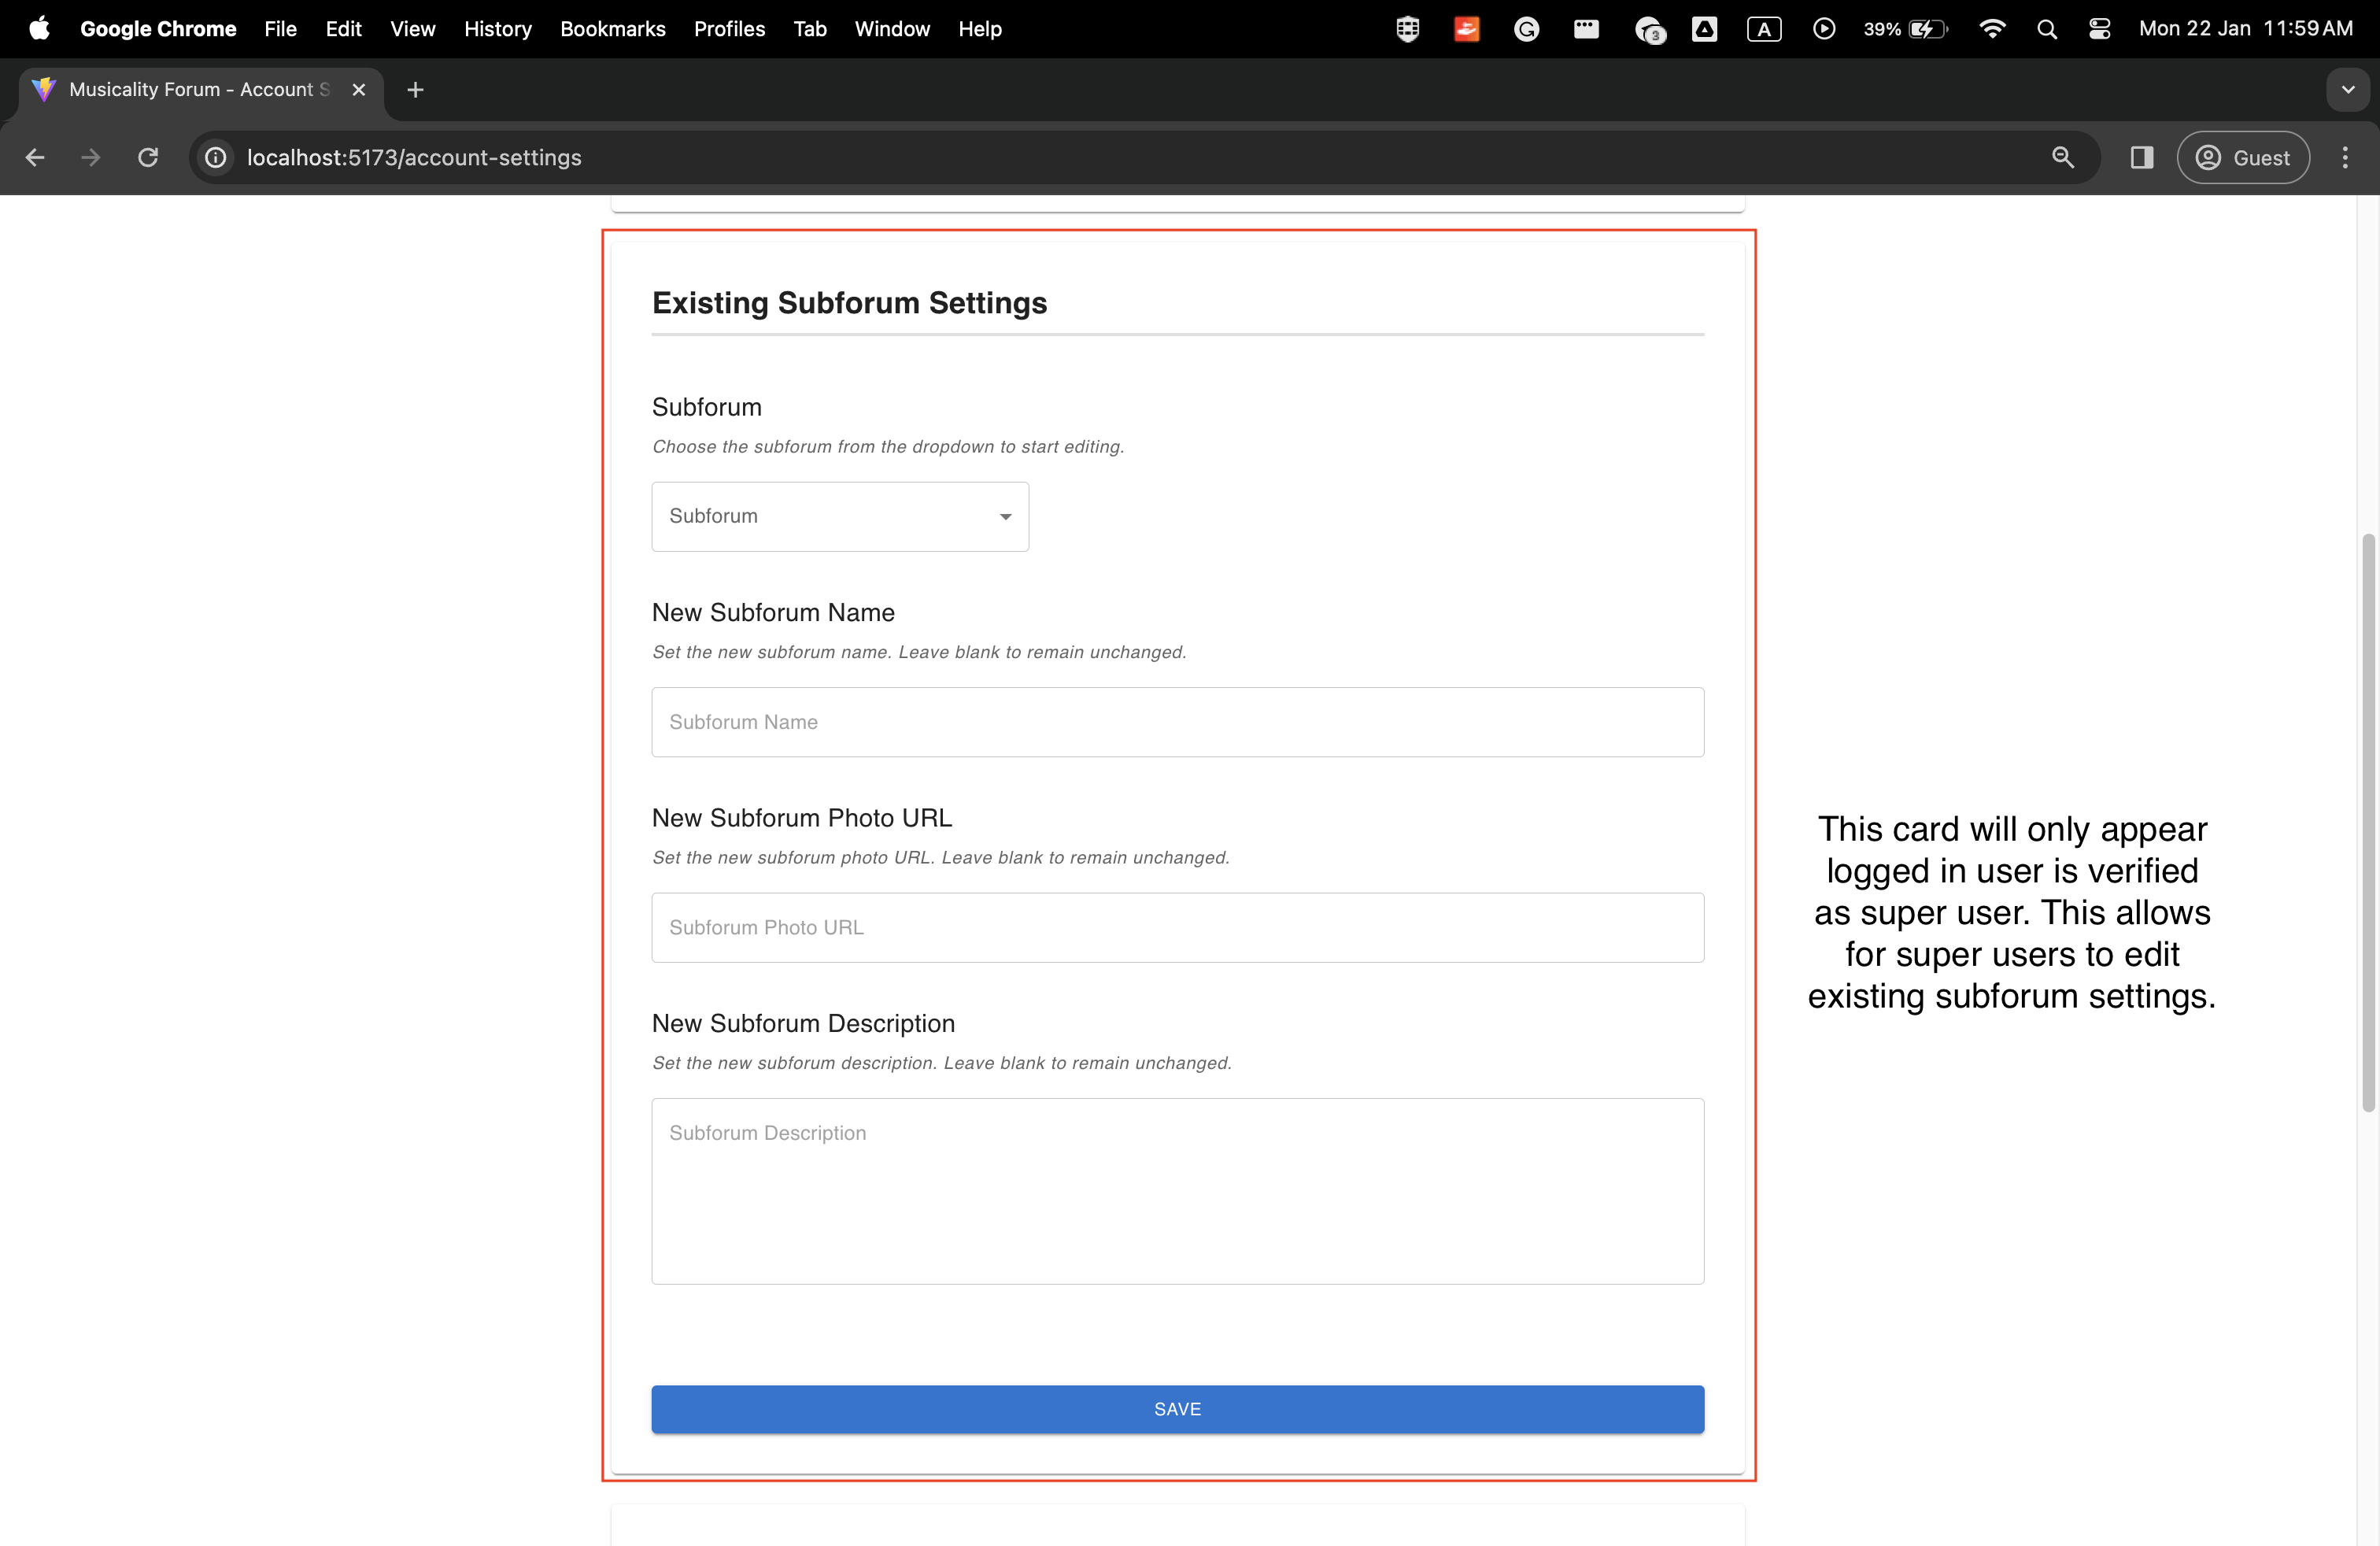 Google Chrome File Edit View History Bookmarks Profiles Tab Window Help 3 A 39% Mon 22 Jan 11:59 AM
Musicality Forum - Account S
localhost:5173/account-settings Guest
Existing Subforum Settings
Subforum
Choose the subforum from the dropdown to start editing.
Subforum
New Subforum Name
Set the new subforum name. Leave blank to remain unchanged.
Subforum Name
New Subforum Photo URL
Set the new subforum photo URL. Leave blank to remain unchanged.
Subforum Photo URL
New Subforum Description
Set the new subforum description. Leave blank to remain unchanged.
Subforum Description
SAVE
This card will only appear
logged in user is verified
as super user. This allows
for super users to edit
existing subforum settings.